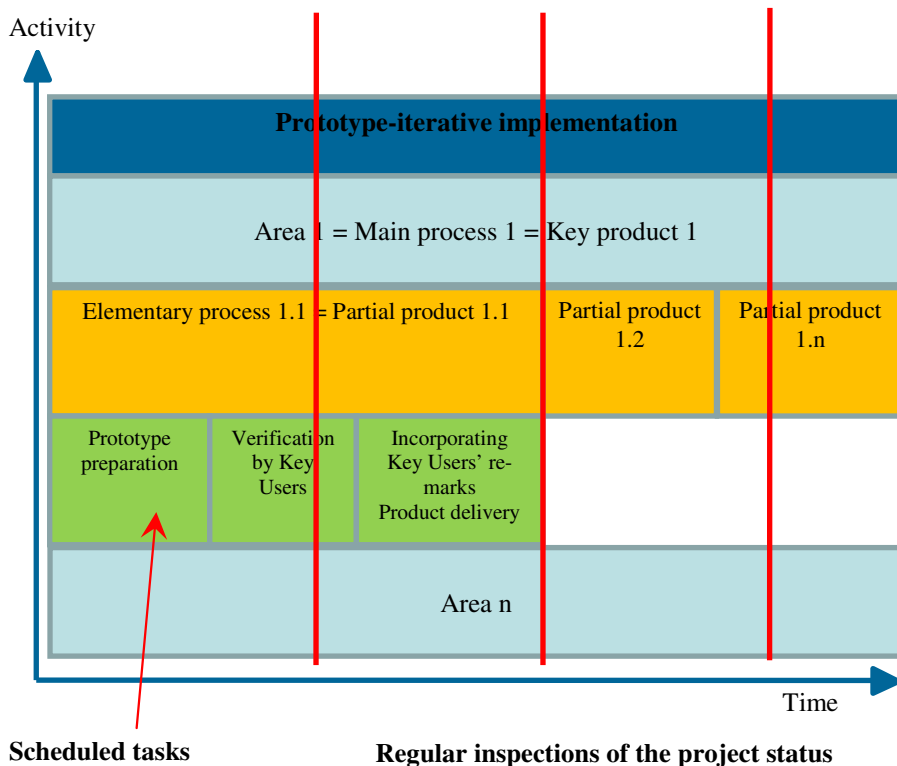 Activity
Prototype-iterative implementation
Area 1 = Main process 1 = Key product 1
Elementary process 1.1 = Partial product 1.1
Partial product
1.2
Partial product
1.n
Prototype
preparation
Verification
by Key
Users
Incorporating
Key Users’ re-
marks
Product delivery
Area n
Time
Scheduled tasks
Regular inspections of the project status